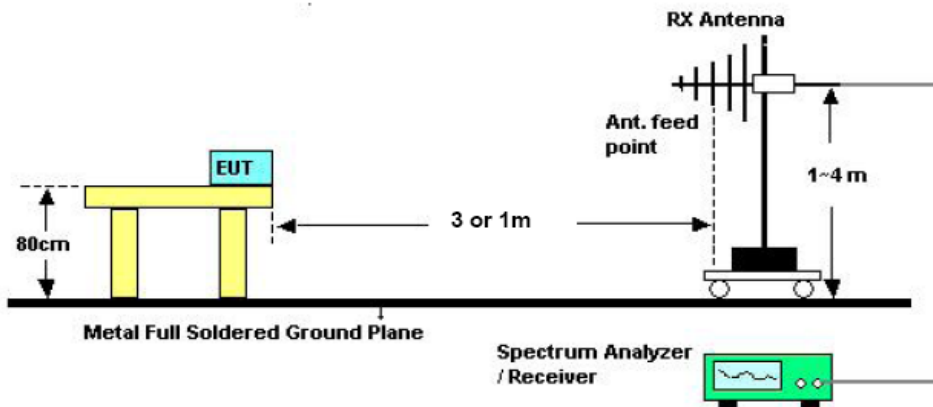 RX Antenna
Ant. feed
point
EUT
1~4 m
3 or 1m
80cm
Metal Full Soldered Ground Plane
Spectrum Analyzer
/ Receiver